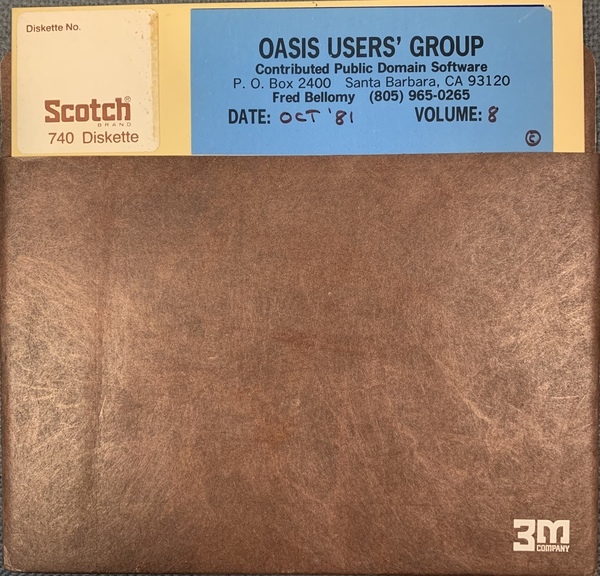 Diskette No.
Scotch®
BRAND
740 Diskette
OASIS USERS' GROUP
Contributed Public Domain Software
P. O. Box 2400 Santa Barbara, CA 93120
Fred Bellomy (805) 965-0265
DATE: OCT '81 VOLUME: 8
3M
COMPANY